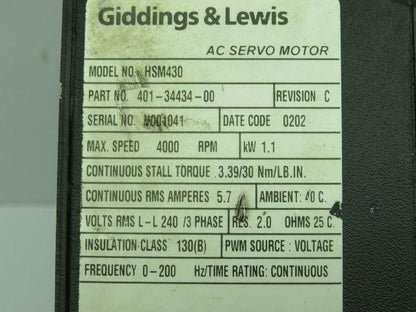 Giddings & Lewis
AC SERVO MOTOR
MODEL NO. HSM430
PART NO. 401-34434-00 REVISION C
SERIAL NO. H001041 DATE CODE 0202
MAX. SPEED 4000 RPM kW 1.1
CONTINUOUS STALL TORQUE 3.39/30 Nm/LB.IN.
CONTINUOUS RMS AMPERES 5.7 AMBIENT: 0 C.
VOLTS RMS L-L 240 /3 PHASE RES. 2.0 OHMS 25 C.
INSULATION CLASS 130(B) PWM SOURCE : VOLTAGE
FREQUENCY 0-200 Hz/TIME RATING: CONTINUOUS